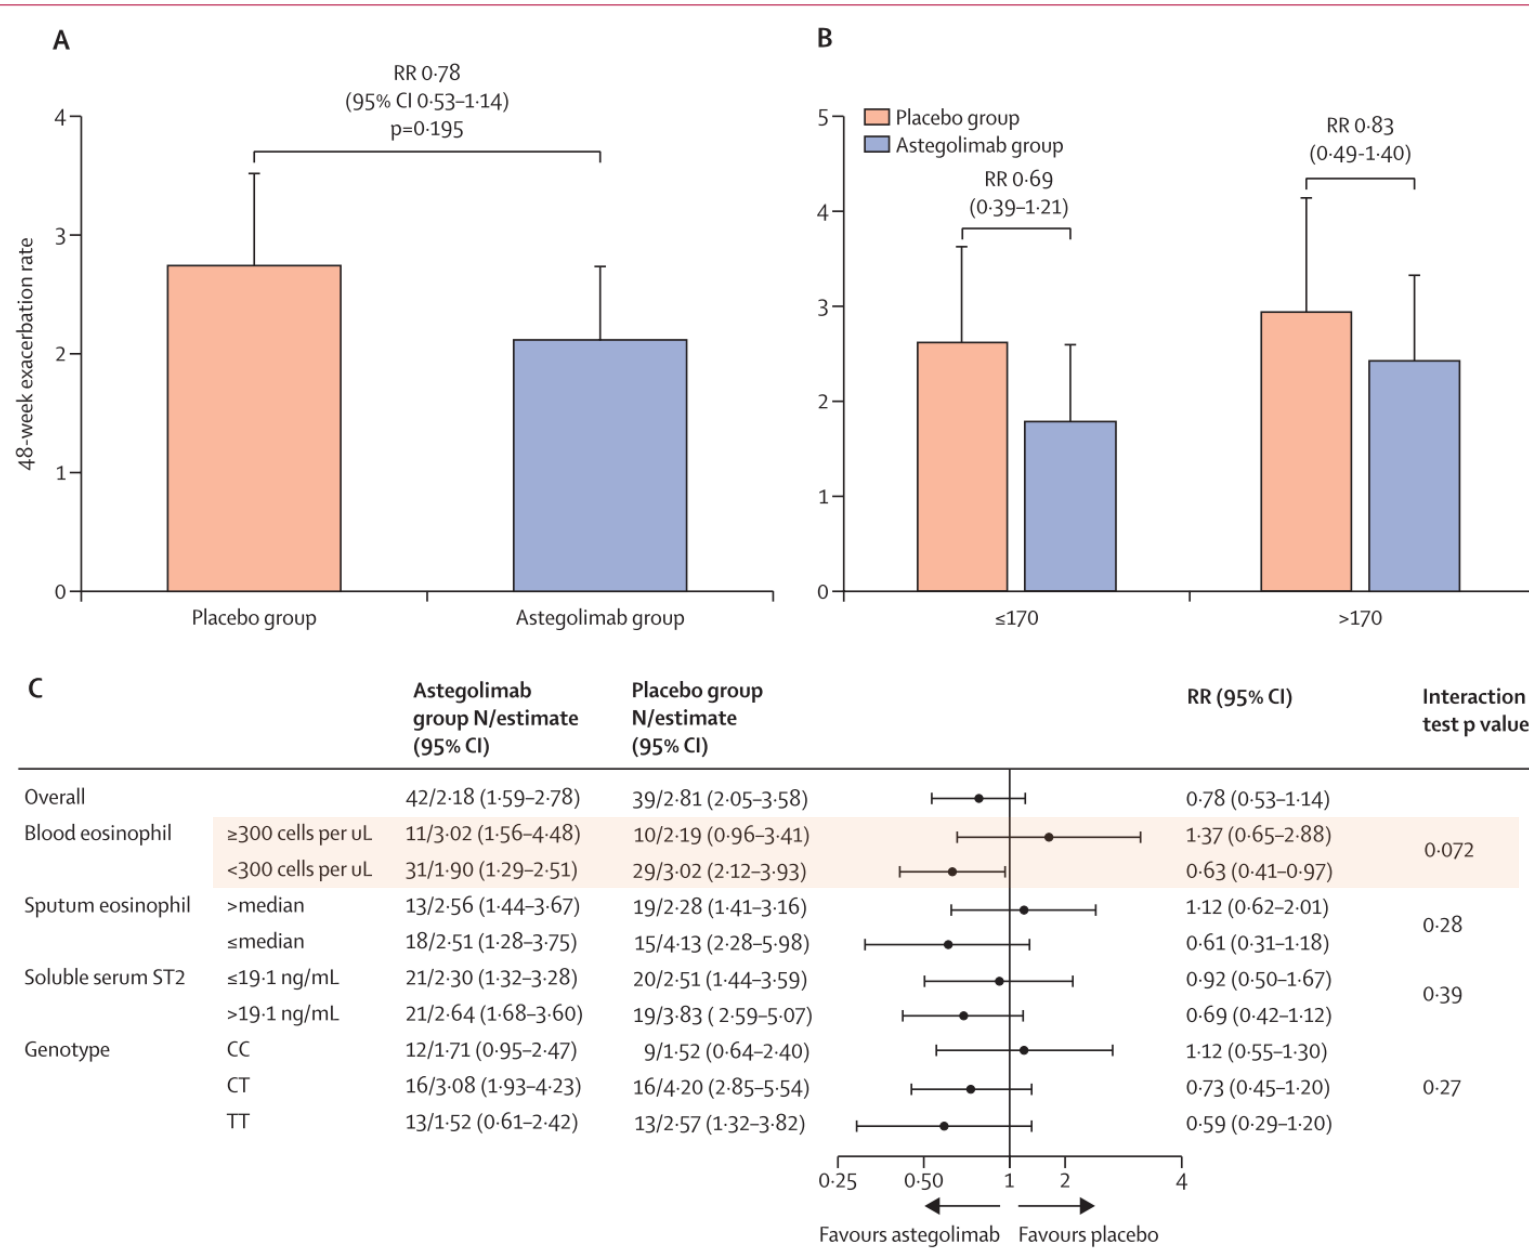 A
RR 0·78
(95% CI 0·53–1·14)
p=0·195
4
3
2
1
0
48-week exacerbation rate
Placebo group
Astegolimab group
B
Placebo group
Astegolimab group
RR 0·69
(0·39–1·21)
RR 0·83
(0·49-1·40)
5
4
3
2
1
0
≤170
>170
C
Astegolimab group N/estimate (95% CI) Placebo group N/estimate (95% CI) RR (95% CI) Interaction test p value
Overall 42/2·18 (1·59–2·78) 39/2·81 (2·05–3·58) 0·78 (0·53–1·14)
Blood eosinophil ≥300 cells per uL 11/3·02 (1·56–4·48) 10/2·19 (0·96–3·41) 1·37 (0·65–2·88)
0·072
<300 cells per uL 31/1·90 (1·29–2·51) 29/3·02 (2·12–3·93) 0·63 (0·41–0·97)
Sputum eosinophil >median 13/2·56 (1·44–3·67) 19/2·28 (1·41–3·16) 1·12 (0·62–2·01)
0·28
≤median 18/2·51 (1·28–3·75) 15/4·13 (2·28–5·98) 0·61 (0·31–1·18)
Soluble serum ST2 ≤19·1 ng/mL 21/2·30 (1·32–3·28) 20/2·51 (1·44–3·59) 0·92 (0·50–1·67)
0·39
>19·1 ng/mL 21/2·64 (1·68–3·60) 19/3·83 ( 2·59–5·07) 0·69 (0·42–1·12)
Genotype CC 12/1·71 (0·95–2·47) 9/1·52 (0·64–2·40) 1·12 (0·55–1·30)
CT 16/3·08 (1·93–4·23) 16/4·20 (2·85–5·54) 0·73 (0·45–1·20) 0·27
TT 13/1·52 (0·61–2·42) 13/2·57 (1·32–3·82) 0·59 (0·29–1·20)
0·25 0·50 1 2 4
Favours astegolimab Favours placebo